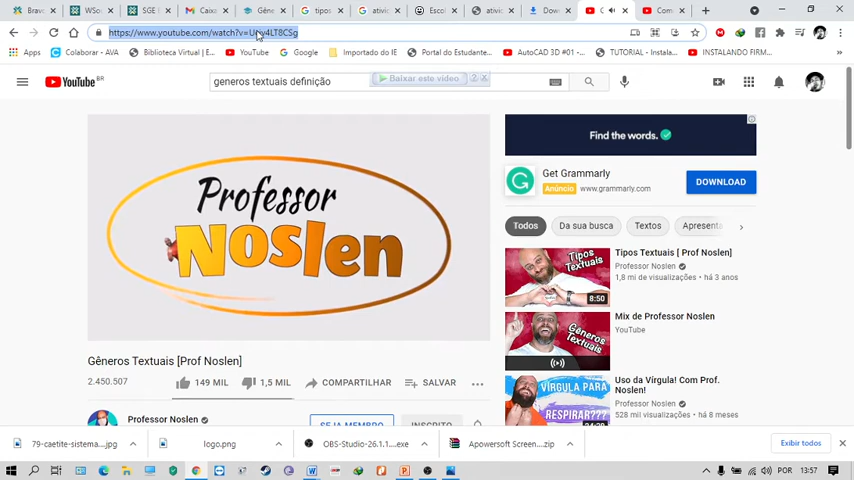 Bravo
WSou
SGE
Caixa
Gêne
tipos
ativic
Escol
ativic
Down
Com
https://www.youtube.com/watch?v=
Apps
Colaborar - AVA
Biblioteca Virtual |
YouTube
Google
Importado do IE
Portal do Estudante...
AutoCAD 3D #01 -...
TUTORIAL - Instala...
INSTALANDO FIRM...
YouTube BR
generos textuais definição
Baixar este video
? X
Find the words.
Get Grammarly
Anúncio www.grammarly.com
DOWNLOAD
Professor
Noslen
Todos
Da sua busca
Textos
Apresenta
Tipos Textuais [ Prof Noslen]
Professor Noslen
1,8 mi de visualizações • há 3 anos
Tipos
Textuais
8:50
Mix de Professor Noslen
YouTube
Gêneros
Textuais
Uso da Vírgula! Com Prof.
Noslen!
Professor Noslen
528 mil visualizações • há 8 meses
VÍRGULA PARA
RESPIRAR???
Gêneros Textuais [Prof Noslen]
2.450.507
149 MIL
1,5 MIL
COMPARTILHAR
SALVAR
Professor Noslen
SEJA MEMBRO
INSCRITO
79-caetite-sistema....jpg
logo.png
OBS-Studio-26.1.1....exe
Apowersoft Screen....zip
Exibir todos
POR
13:57